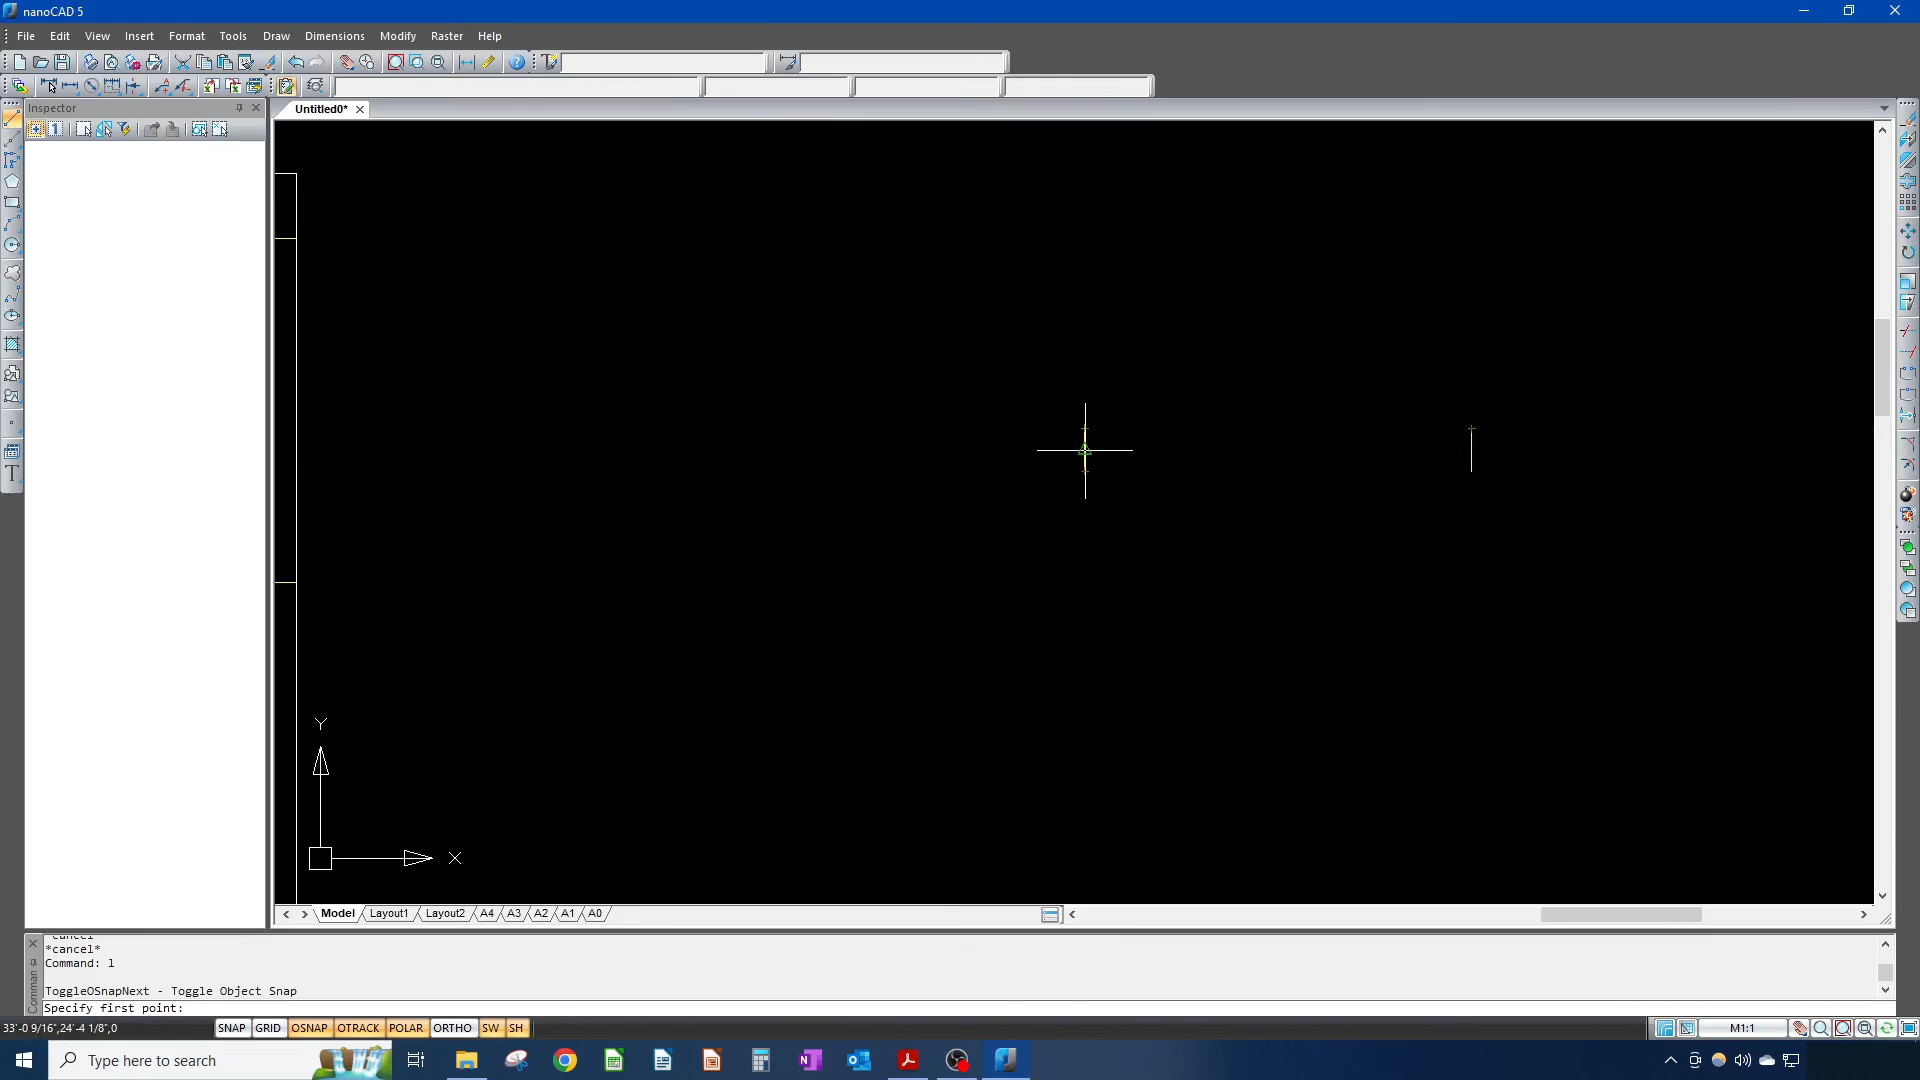 nanoCAD 5
File Edit View Insert Format Tools Draw Dimensions Modify Raster Help
Inspector
Untitled0*
1
T
Y
X
Model Layout1 Layout2 A4 A3 A2 A1 A0
*cancel*
Command: l
ToggleOSnapNext - Toggle Object Snap
Specify first point:
33'-0 9/16",24'-4 1/8",0 SNAP GRID OSNAP OTRACK POLAR ORTHO SW SH M1:1
Type here to search